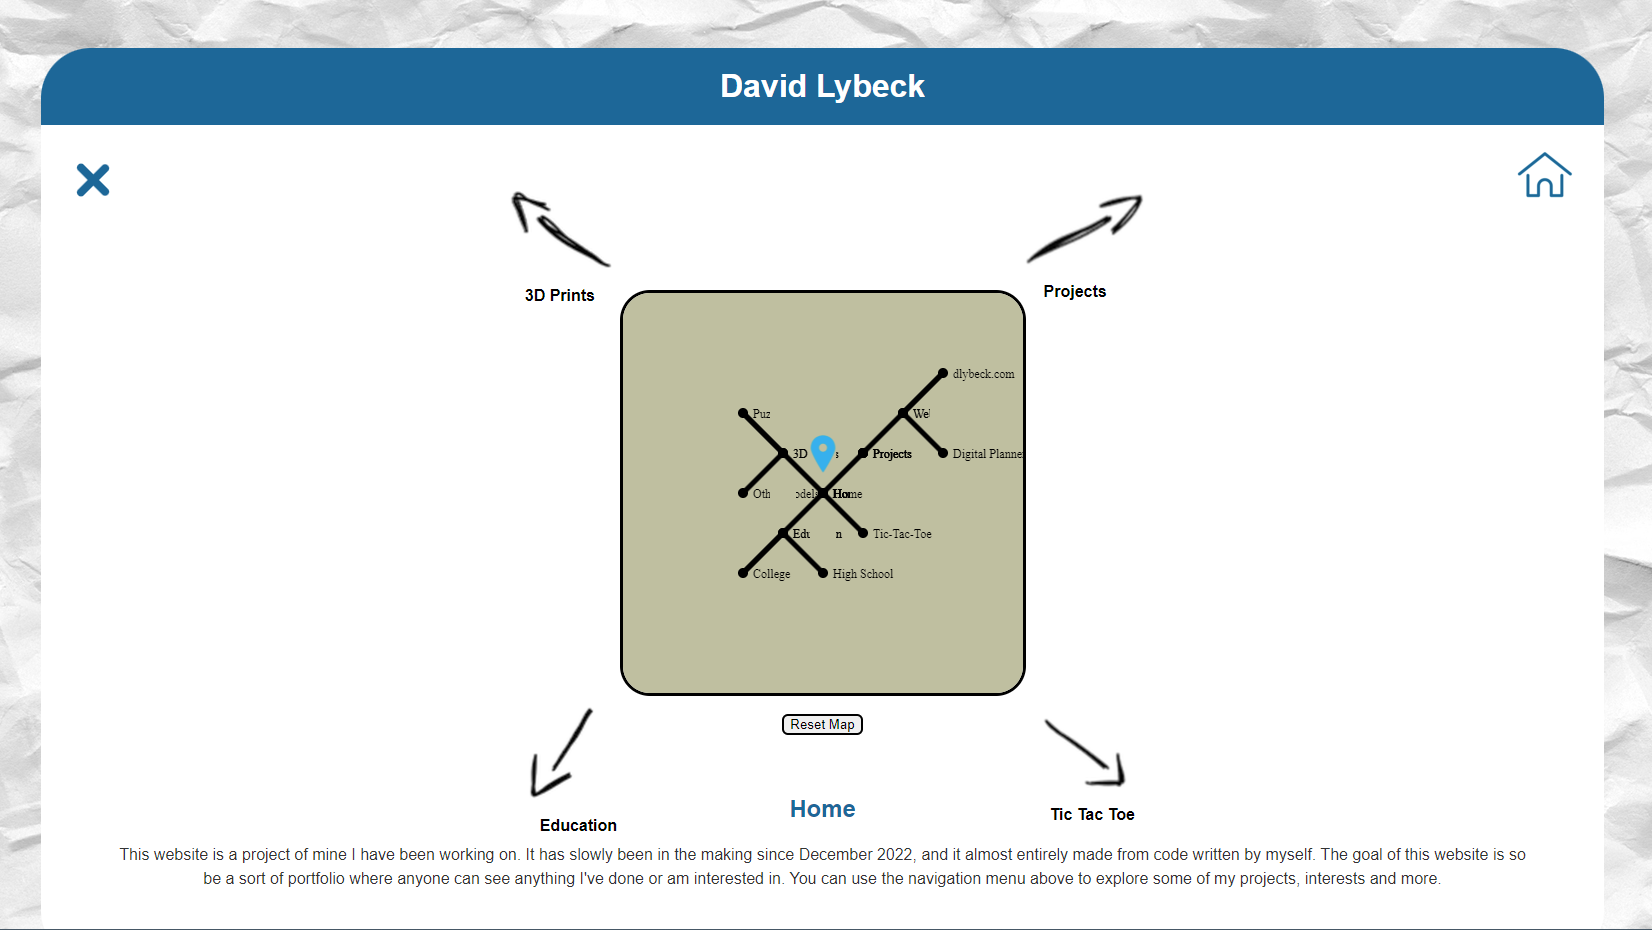 David Lybeck
3D Prints
Projects
dlybeck.com
Puz
We
3D
s
Projects
Digital Planne
Oth
odels
Home
Edu
n
Tic-Tac-Toe
College
High School
Reset Map
Home
Tic Tac Toe
Education
This website is a project of mine I have been working on. It has slowly been in the making since December 2022, and it almost entirely made from code written by myself. The goal of this website is so
be a sort of portfolio where anyone can see anything I've done or am interested in. You can use the navigation menu above to explore some of my projects, interests and more.